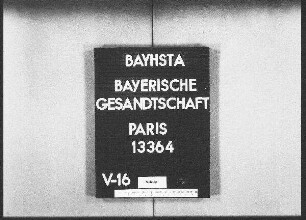 BAYHSTA
BAYERISCHE
GESANDTSCHAFT
PARIS
13364
V-16